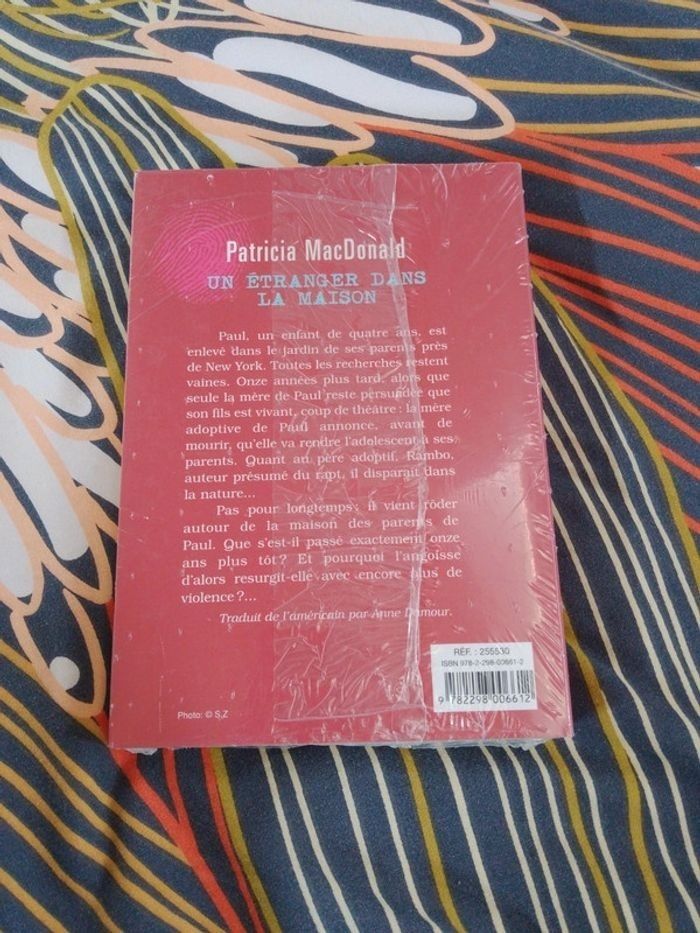 Patricia MacDonald
UN ÉTRANGER DANS
LA MAISON
Paul, un enfant de quatre ans, est
enlevé dans le jardin de ses parents près
de New York. Toutes les recherches restent
vaines. Onze années plus tard, alors que
seule la mère de Paul reste persuadée que
son fils est vivant, coup de théâtre : la mère
adoptive de Paul annonce, avant de
mourir, qu'elle va rendre l'adolescent à ses
parents. Quant au père adoptif, Rambo,
auteur présumé du rapt, il disparaît dans
la nature...
Pas pour longtemps : il vient rôder
autour de la maison des parents de
Paul. Que s'est-il passé exactement onze
ans plus tôt ? Et pourquoi l'angoisse
d'alors resurgit-elle avec encore plus de
violence ?...
Traduit de l'américain par Anne Damour.
RÉF. : 255530
ISBN 978-2-298-00661-2
9 782298 006612
Photo: © S.Z